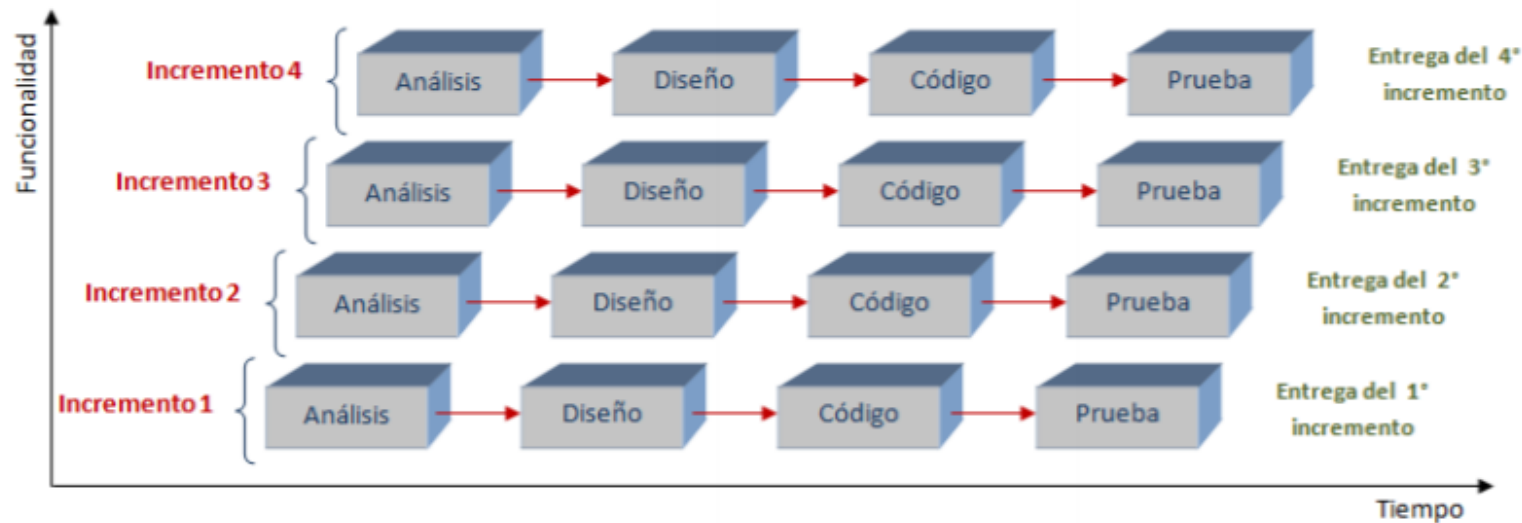 Funcionalidad
Incremento 4
Análisis
Diseño
Código
Prueba
Entrega del 4°
incremento
Incremento 3
Análisis
Diseño
Código
Prueba
Entrega del 3°
incremento
Incremento 2
Análisis
Diseño
Código
Prueba
Entrega del 2°
incremento
Incremento 1
Análisis
Diseño
Código
Prueba
Entrega del 1°
incremento
Tiempo